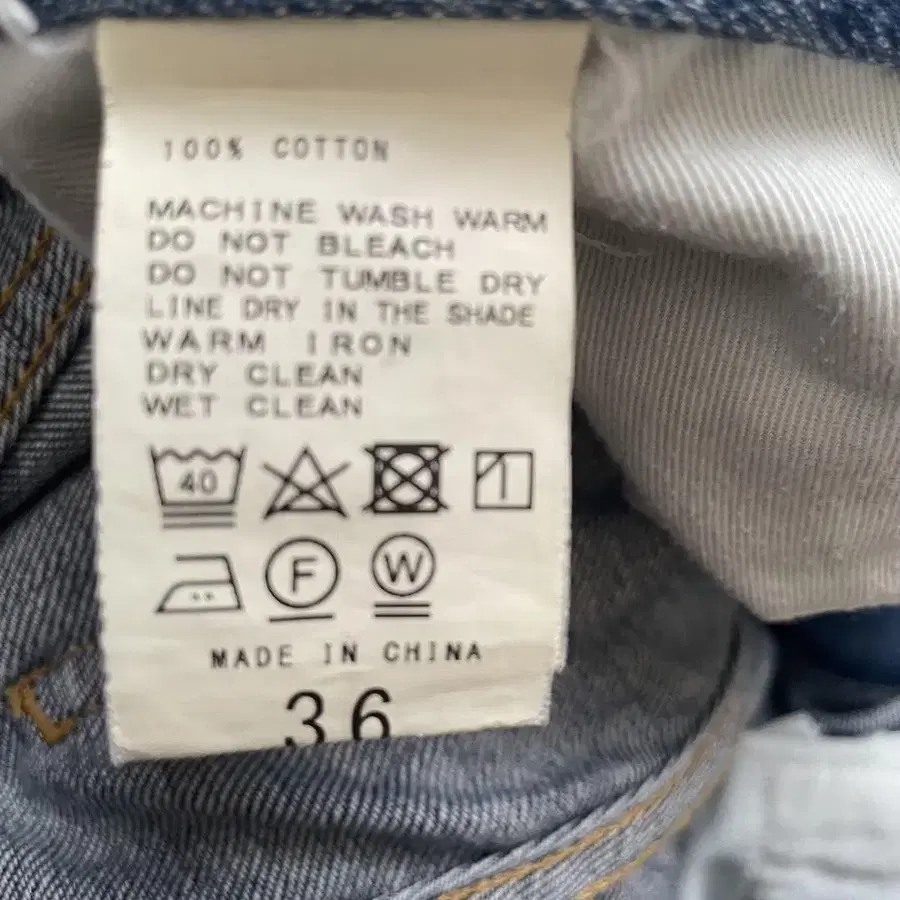 100% COTTON
MACHINE WASH WARM
DO NOT BLEACH
DO NOT TUMBLE DRY
LINE DRY IN THE SHADE
WARM IRON
DRY CLEAN
WET CLEAN
40
F W
MADE IN CHINA
36